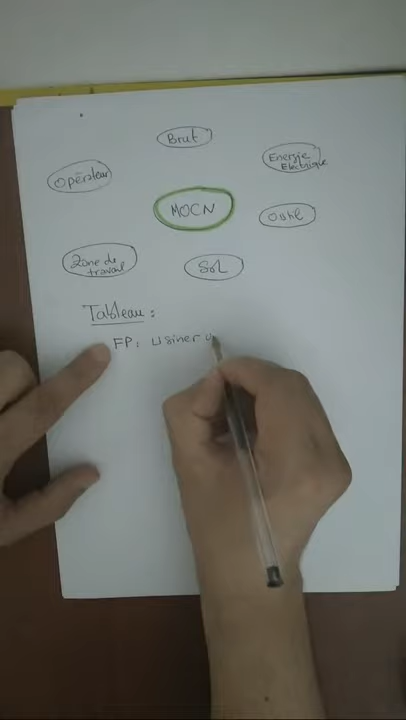 Brut
Energie
Electrique
Opérateur
MOCN
Outil
Zone de
travail
Sol
Tableau :
FP: Usiner u